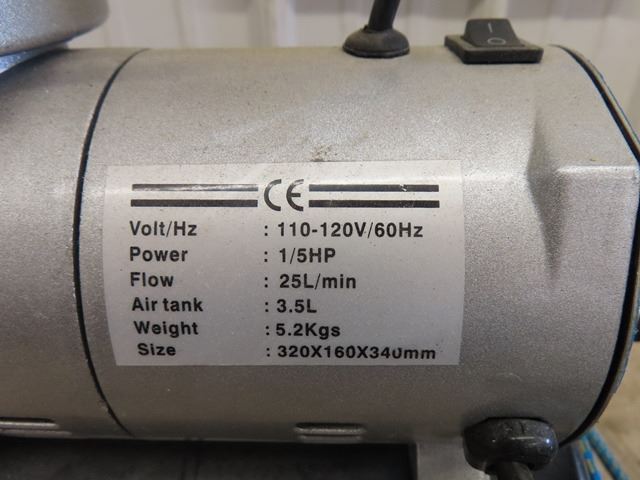 CE
Volt/Hz : 110-120V/60Hz
Power : 1/5HP
Flow : 25L/min
Air tank : 3.5L
Weight : 5.2Kgs
Size : 320X160X340mm